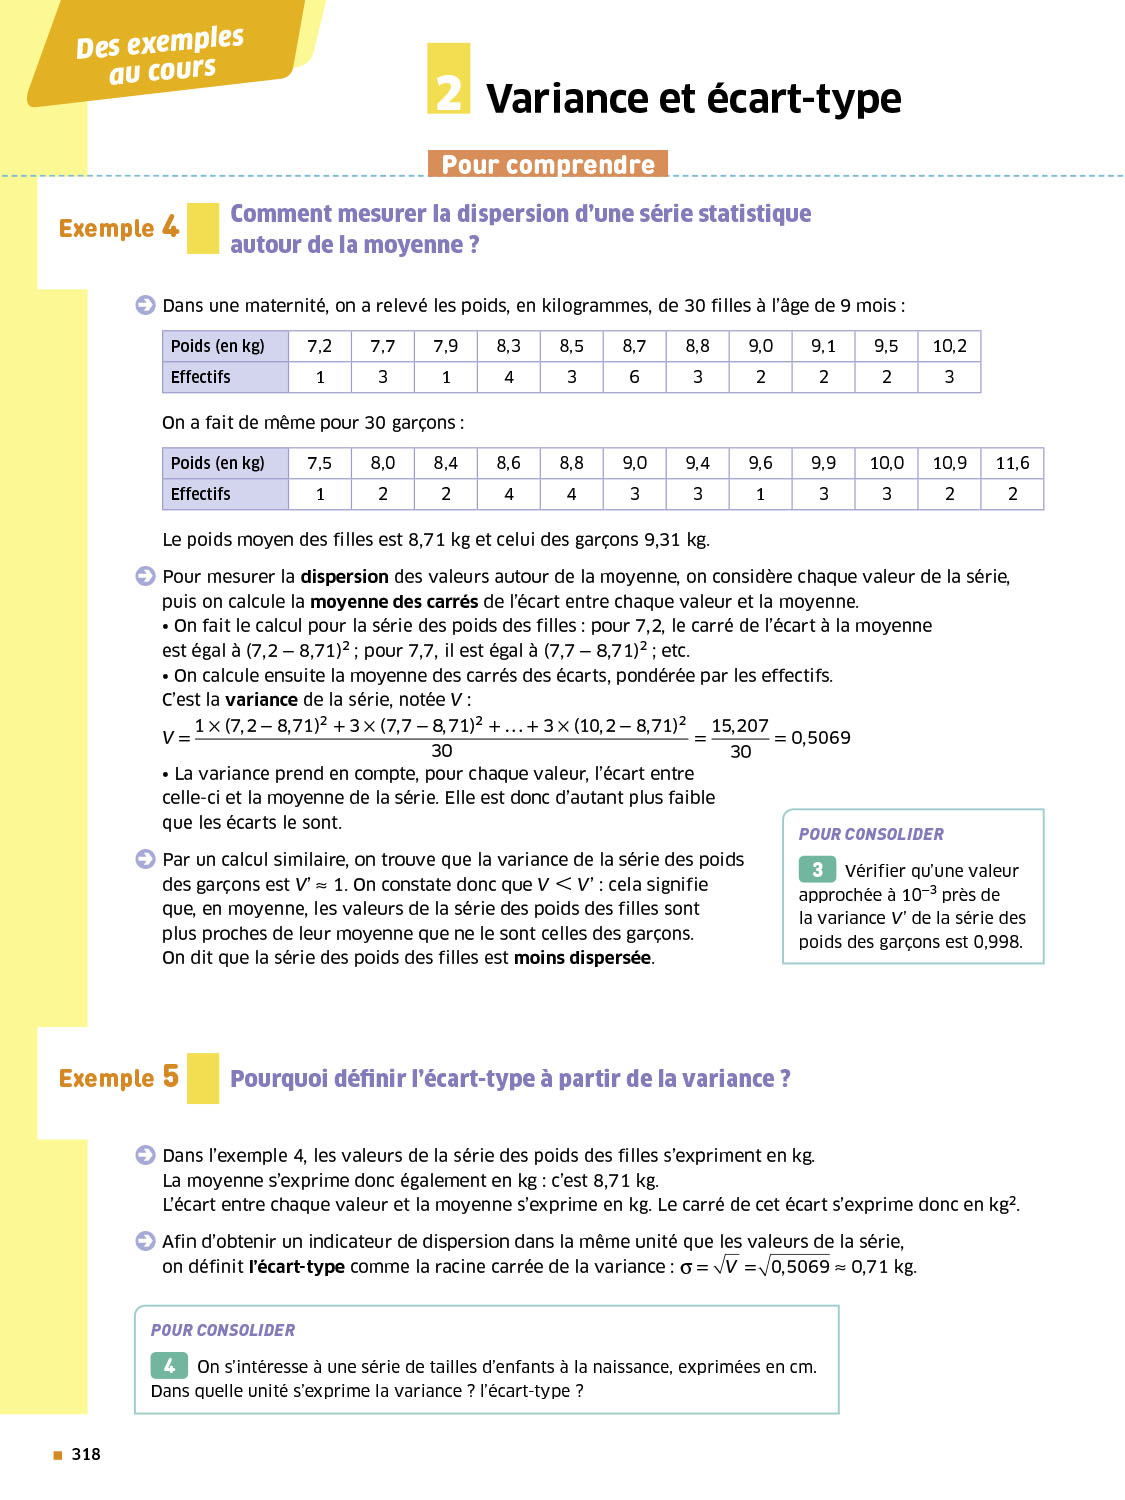 Des exemples
au cours
2 Variance et écart-type
Pour comprendre
Exemple 4
Comment mesurer la dispersion d'une série statistique
autour de la moyenne ?
Dans une maternité, on a relevé les poids, en kilogrammes, de 30 filles à l'âge de 9 mois :
Poids (en kg) 7,2 7,7 7,9 8,3 8,5 8,7 8,8 9,0 9,1 9,5 10,2
Effectifs 1 3 1 4 3 6 3 2 2 2 3
On a fait de même pour 30 garçons :
Poids (en kg) 7,5 8,0 8,4 8,6 8,8 9,0 9,4 9,6 9,9 10,0 10,9 11,6
Effectifs 1 2 2 4 4 3 3 1 3 3 2 2
Le poids moyen des filles est 8,71 kg et celui des garçons 9,31 kg.
Pour mesurer la dispersion des valeurs autour de la moyenne, on considère chaque valeur de la série,
puis on calcule la moyenne des carrés de l'écart entre chaque valeur et la moyenne.
• On fait le calcul pour la série des poids des filles : pour 7,2, le carré de l'écart à la moyenne
est égal à (7,2 – 8,71)² ; pour 7,7, il est égal à (7,7 – 8,71)² ; etc.
• On calcule ensuite la moyenne des carrés des écarts, pondérée par les effectifs.
C'est la variance de la série, notée V :
V = (1 × (7,2 – 8,71)² + 3 × (7,7 – 8,71)² + … + 3 × (10,2 – 8,71)²) / 30 = 15,207 / 30 = 0,5069
• La variance prend en compte, pour chaque valeur, l'écart entre
celle-ci et la moyenne de la série. Elle est donc d'autant plus faible
que les écarts le sont.
Par un calcul similaire, on trouve que la variance de la série des poids
des garçons est V' ≈ 1. On constate donc que V < V' : cela signifie
que, en moyenne, les valeurs de la série des poids des filles sont
plus proches de leur moyenne que ne le sont celles des garçons.
On dit que la série des poids des filles est moins dispersée.
POUR CONSOLIDER
3 Vérifier qu'une valeur
approchée à 10⁻³ près de
la variance V' de la série des
poids des garçons est 0,998.
Exemple 5
Pourquoi définir l'écart-type à partir de la variance ?
Dans l'exemple 4, les valeurs de la série des poids des filles s'expriment en kg.
La moyenne s'exprime donc également en kg : c'est 8,71 kg.
L'écart entre chaque valeur et la moyenne s'exprime en kg. Le carré de cet écart s'exprime donc en kg².
Afin d'obtenir un indicateur de dispersion dans la même unité que les valeurs de la série,
on définit l'écart-type comme la racine carrée de la variance : σ = √V = √0,5069 ≈ 0,71 kg.
POUR CONSOLIDER
4 On s'intéresse à une série de tailles d'enfants à la naissance, exprimées en cm.
Dans quelle unité s'exprime la variance ? l'écart-type ?
318